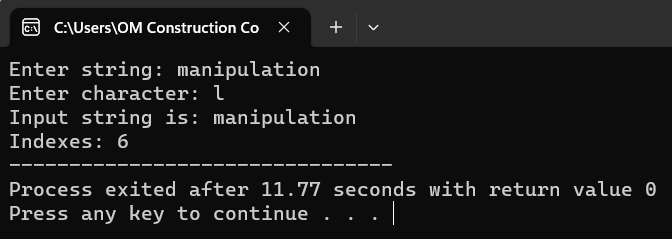 C:\Users\OM Construction Co
Enter string: manipulation
Enter character: l
Input string is: manipulation
Indexes: 6
--------------------------------
Process exited after 11.77 seconds with return value 0
Press any key to continue . . .